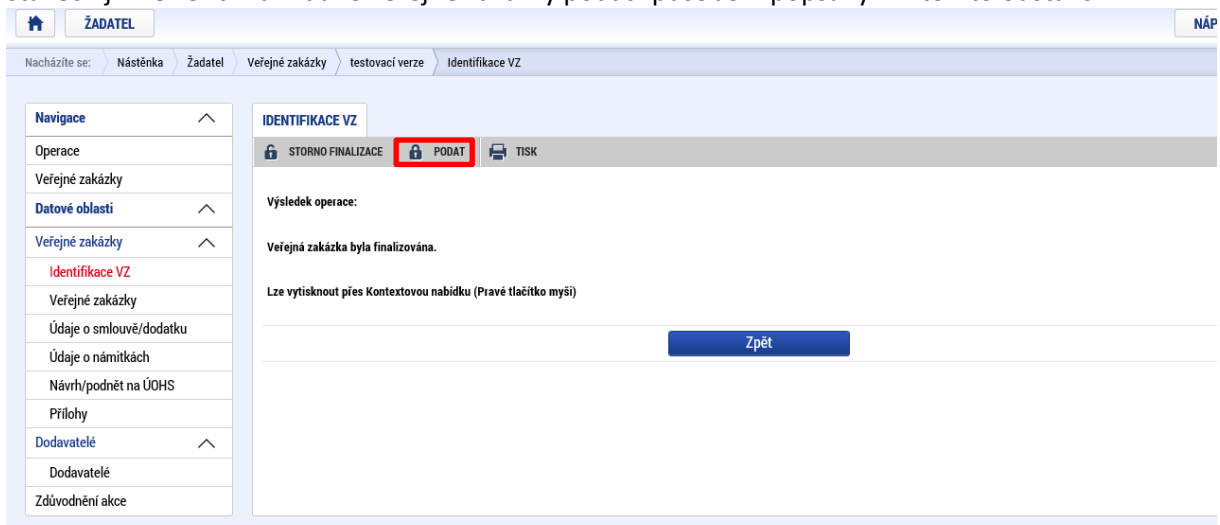 ŽADATEL
Nacházíte se: Nástěnka Žadatel Veřejné zakázky testovací verze Identifikace VZ
Navigace
Operace
Veřejné zakázky
Datové oblasti
Veřejné zakázky
Identifikace VZ
Veřejné zakázky
Údaje o smlouvě/dodatku
Údaje o námitkách
Návrh/podnět na ÚOHS
Přílohy
Dodavatelé
Dodavatelé
Zdůvodnění akce
IDENTIFIKACE VZ
STORNO FINALIZACE PODAT TISK
Výsledek operace:
Veřejná zakázka byla finalizována.
Lze vytisknout přes Kontextovou nabídku (Pravé tlačítko myši)
Zpět